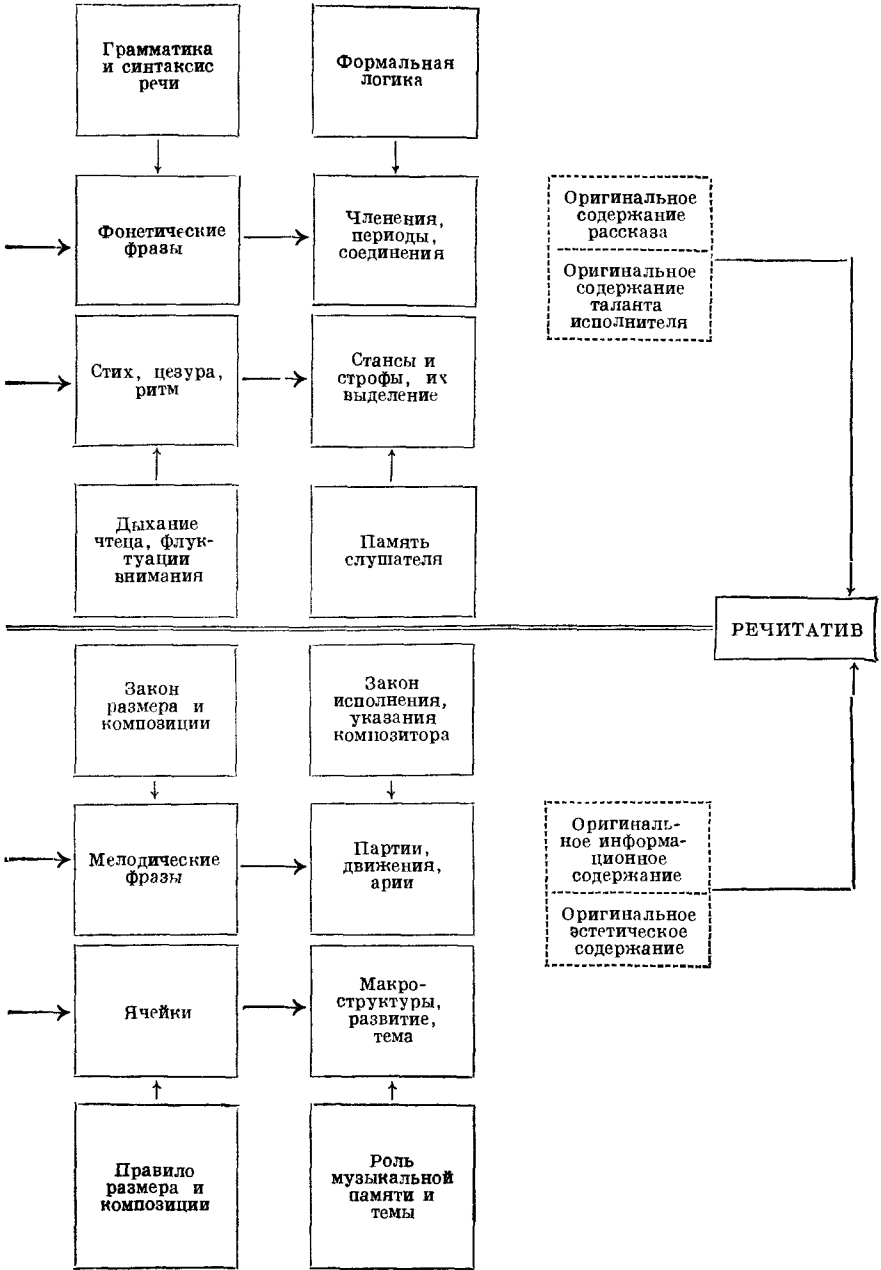 Грамматика
и синтаксис
речи
Формальная
логика
Фонетические
фразы
Членения,
периоды,
соединения
Оригинальное
содержание
рассказа
Оригинальное
содержание
таланта
исполнителя
Стих, цезура,
ритм
Стансы и
строфы, их
выделение
Дыхание
чтеца, флук-
туации
внимания
Память
слушателя
РЕЧИТАТИВ
Закон
размера и
композиции
Закон
исполнения,
указания
композитора
Мелодические
фразы
Партии,
движения,
арии
Оригиналь-
ное информа-
ционное
содержание
Оригинальное
эстетическое
содержание
Ячейки
Макро-
структуры,
развитие,
тема
Правило
размера и
композиции
Роль
музыкальной
памяти и
темы